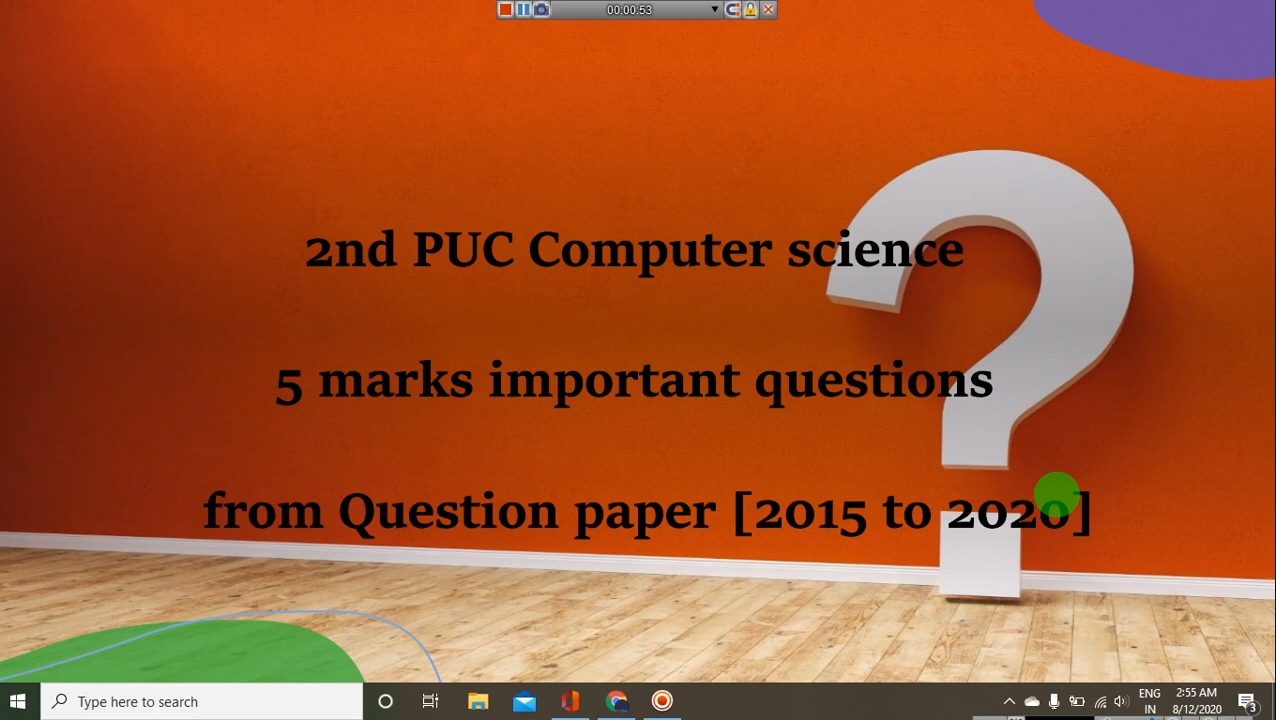 00:00:53
2nd PUC Computer science
5 marks important questions
from Question paper [2015 to 2020]
Type here to search
ENG
IN
2:55 AM
8/12/2020
3